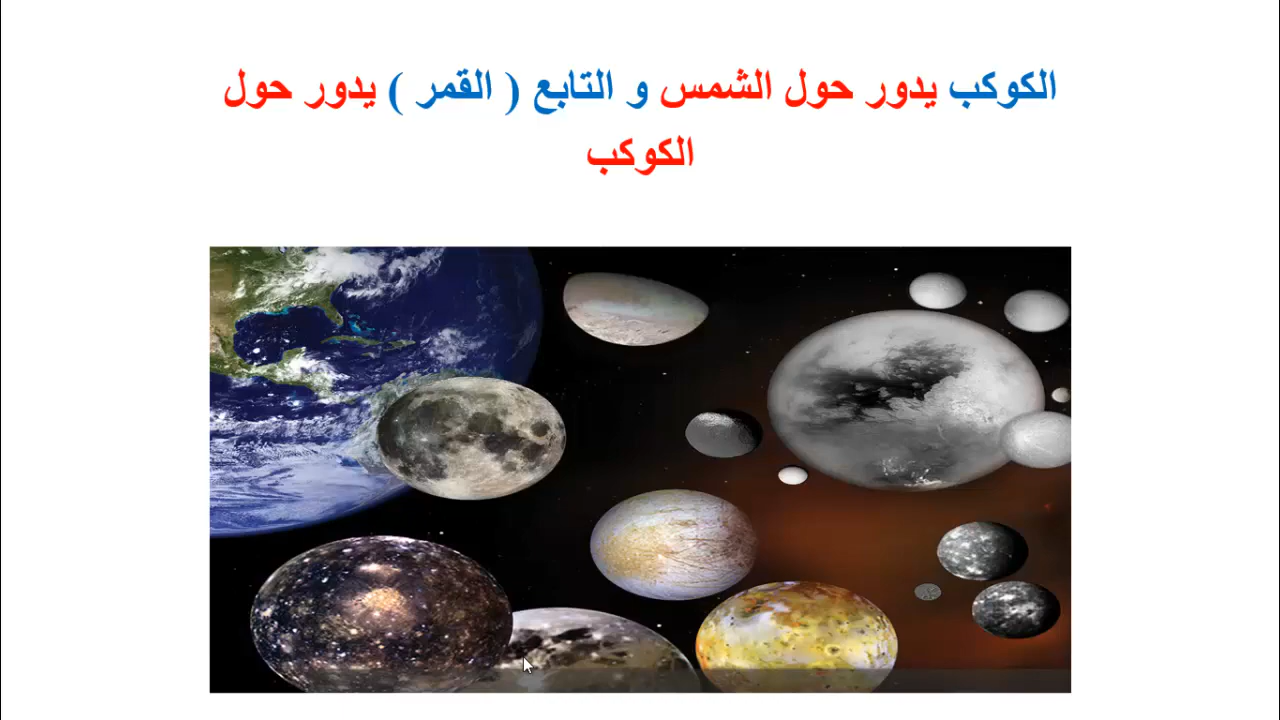 الكوكب يدور حول الشمس و التابع ( القمر ) يدور حول
الكوكب